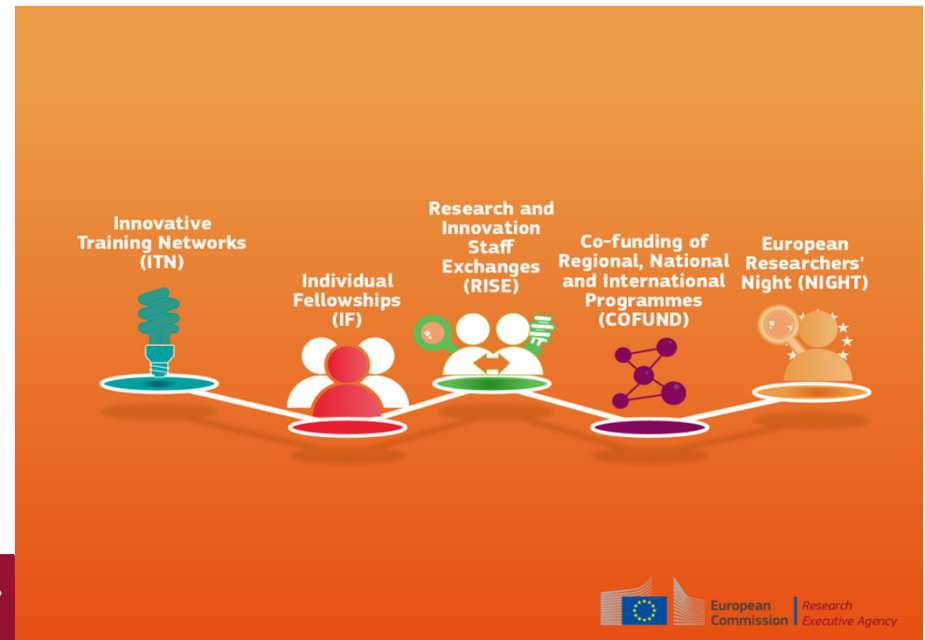 Innovative
Training Networks
(ITN)
Individual
Fellowships
(IF)
Research and
Innovation
Staff
Exchanges
(RISE)
Co-funding of
Regional, National
and International
Programmes
(COFUND)
European
Researchers'
Night (NIGHT)
European
Commission
Research
Executive Agency